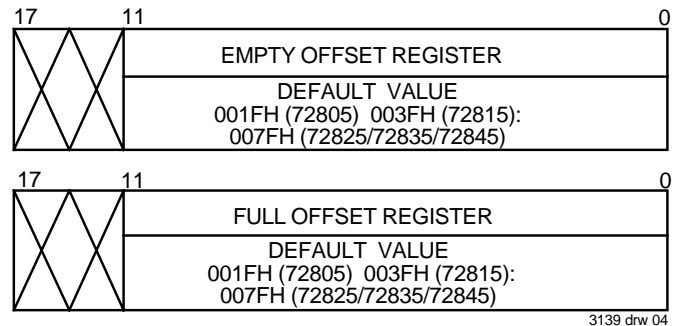 17 11 0
EMPTY OFFSET REGISTER
DEFAULT VALUE
001FH (72805) 003FH (72815):
007FH (72825/72835/72845)
17 11 0
FULL OFFSET REGISTER
DEFAULT VALUE
001FH (72805) 003FH (72815):
007FH (72825/72835/72845)
3139 drw 04